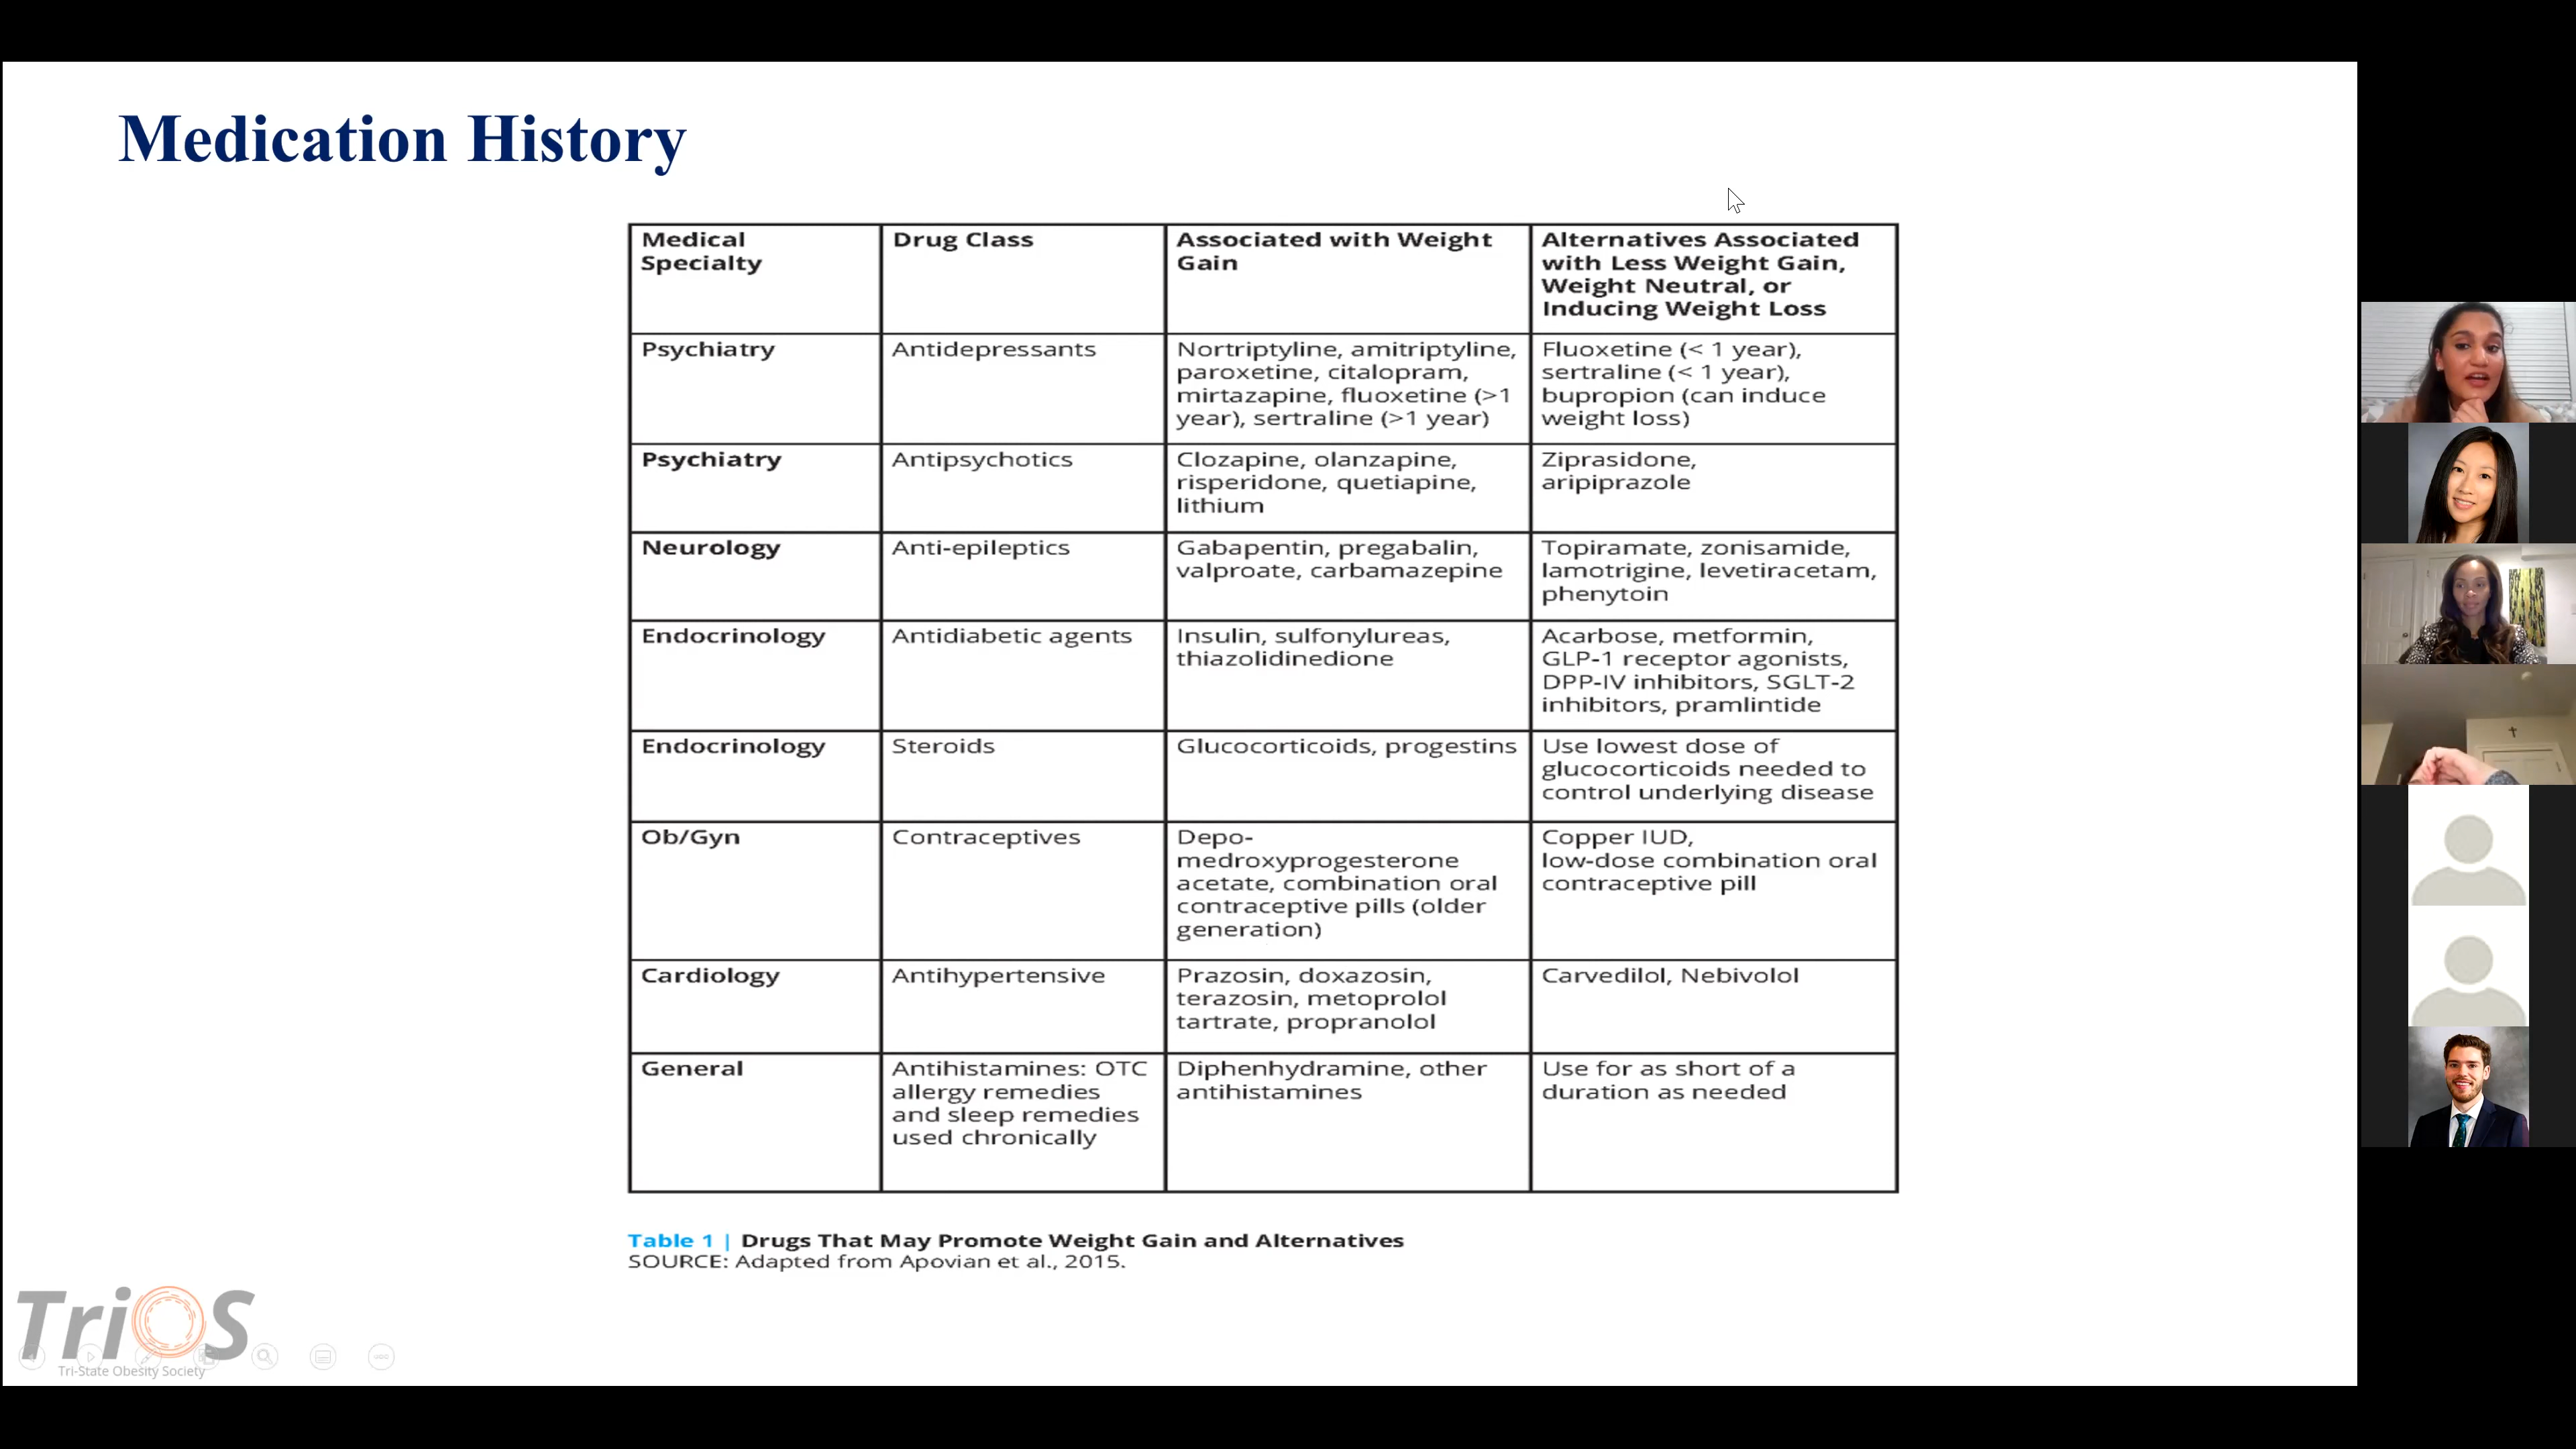 Medication History
Medical
Specialty
Drug Class
Associated with Weight
Gain
Alternatives Associated
with Less Weight Gain,
Weight Neutral, or
Inducing Weight Loss
Psychiatry
Antidepressants
Nortriptyline, amitriptyline,
paroxetine, citalopram,
mirtazapine, fluoxetine (>1
year), sertraline (>1 year)
Fluoxetine (< 1 year),
sertraline (< 1 year),
bupropion (can induce
weight loss)
Psychiatry
Antipsychotics
Clozapine, olanzapine,
risperidone, quetiapine,
lithium
Ziprasidone,
aripiprazole
Neurology
Anti-epileptics
Gabapentin, pregabalin,
valproate, carbamazepine
Topiramate, zonisamide,
lamotrigine, levetiracetam,
phenytoin
Endocrinology
Antidiabetic agents
Insulin, sulfonylureas,
thiazolidinedione
Acarbose, metformin,
GLP-1 receptor agonists,
DPP-IV inhibitors, SGLT-2
inhibitors, pramlintide
Endocrinology
Steroids
Glucocorticoids, progestins
Use lowest dose of
glucocorticoids needed to
control underlying disease
Ob/Gyn
Contraceptives
Depo-
medroxyprogesterone
acetate, combination oral
contraceptive pills (older
generation)
Copper IUD,
low-dose combination oral
contraceptive pill
Cardiology
Antihypertensive
Prazosin, doxazosin,
terazosin, metoprolol
tartrate, propranolol
Carvedilol, Nebivolol
General
Antihistamines: OTC
allergy remedies
and sleep remedies
used chronically
Diphenhydramine, other
antihistamines
Use for as short of a
duration as needed
Table 1 | Drugs That May Promote Weight Gain and Alternatives
SOURCE: Adapted from Apovian et al., 2015.
TriOS
Tri-State Obesity Society